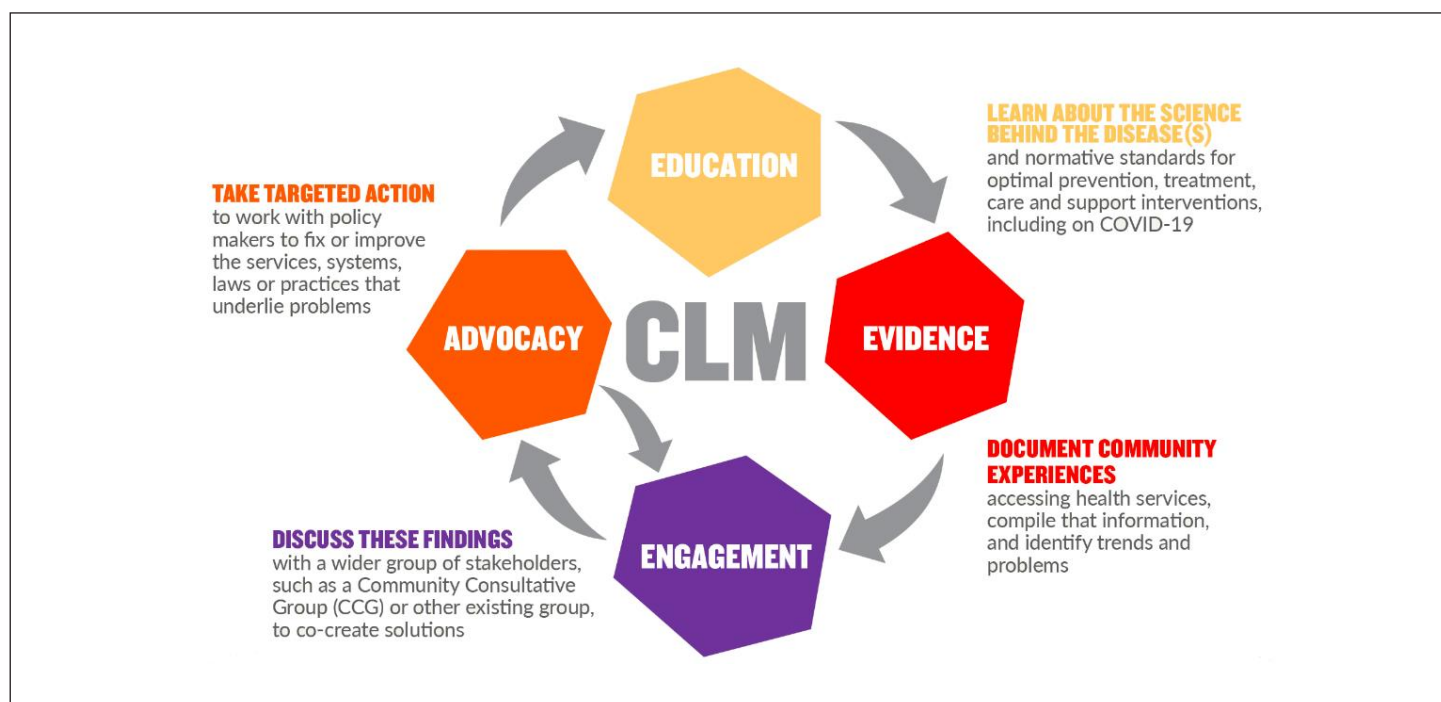 EDUCATION
LEARN ABOUT THE SCIENCE
BEHIND THE DISEASE(S)
and normative standards for
optimal prevention, treatment,
care and support interventions,
including on COVID-19
TAKE TARGETED ACTION
to work with policy
makers to fix or improve
the services, systems,
laws or practices that
underlie problems
ADVOCACY
CLM
EVIDENCE
DOCUMENT COMMUNITY
EXPERIENCES
accessing health services,
compile that information,
and identify trends and
problems
DISCUSS THESE FINDINGS
with a wider group of stakeholders,
such as a Community Consultative
Group (CCG) or other existing group,
to co-create solutions
ENGAGEMENT